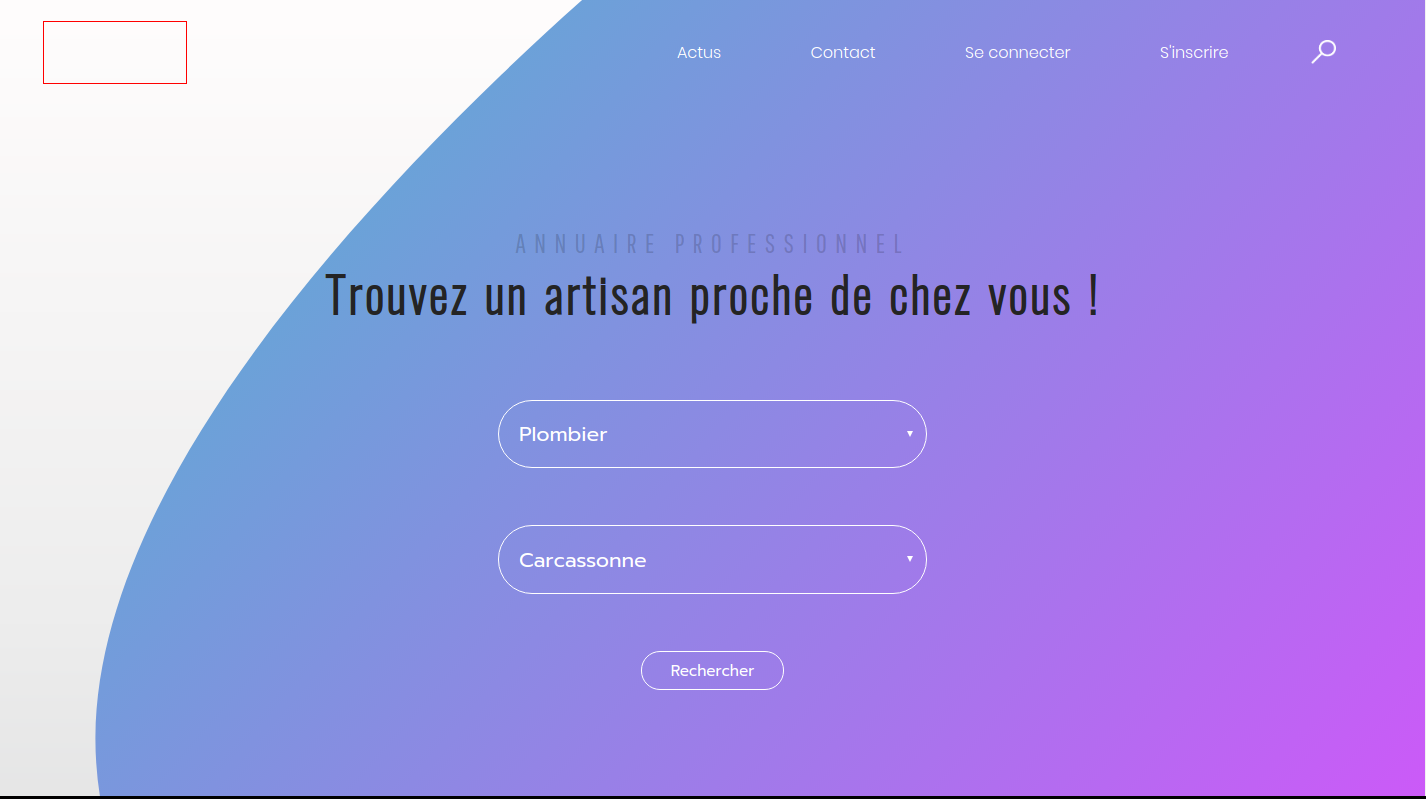 Actus
Contact
Se connecter
S'inscrire
ANNUAIRE PROFESSIONNEL
Trouvez un artisan proche de chez vous !
Plombier
Carcassonne
Rechercher